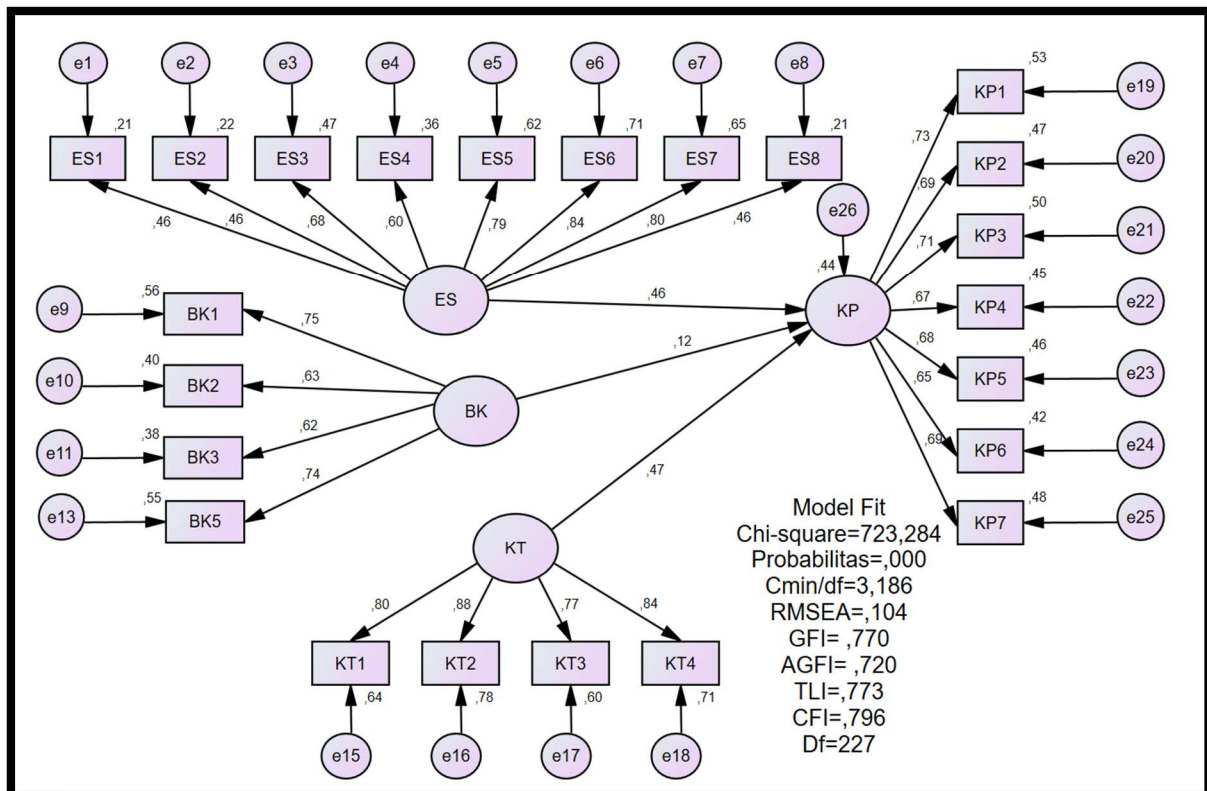 e1 e2 e3 e4 e5 e6 e7 e8
,21 ,22 ,47 ,36 ,62 ,71 ,65 ,21
ES1 ES2 ES3 ES4 ES5 ES6 ES7 ES8
,46 ,46 ,68 ,60 ,79 ,84 ,80 ,46
ES
,46
e26
,44
KP
,53
KP1
e19
,73
,47
KP2
e20
,69
,50
KP3
e21
,71
,45
KP4
e22
,67
,46
KP5
e23
,68
,42
KP6
e24
,65
,48
KP7
e25
,69
e9
,56
BK1
,75
e10
,40
BK2
,63
e11
,38
BK3
,62
e13
,55
BK5
,74
BK
,12
KT
,47
,80 ,88 ,77 ,84
KT1 KT2 KT3 KT4
,64 ,78 ,60 ,71
e15 e16 e17 e18
Model Fit
Chi-square=723,284
Probabilitas=,000
Cmin/df=3,186
RMSEA=,104
GFI= ,770
AGFI= ,720
TLI=,773
CFI=,796
Df=227